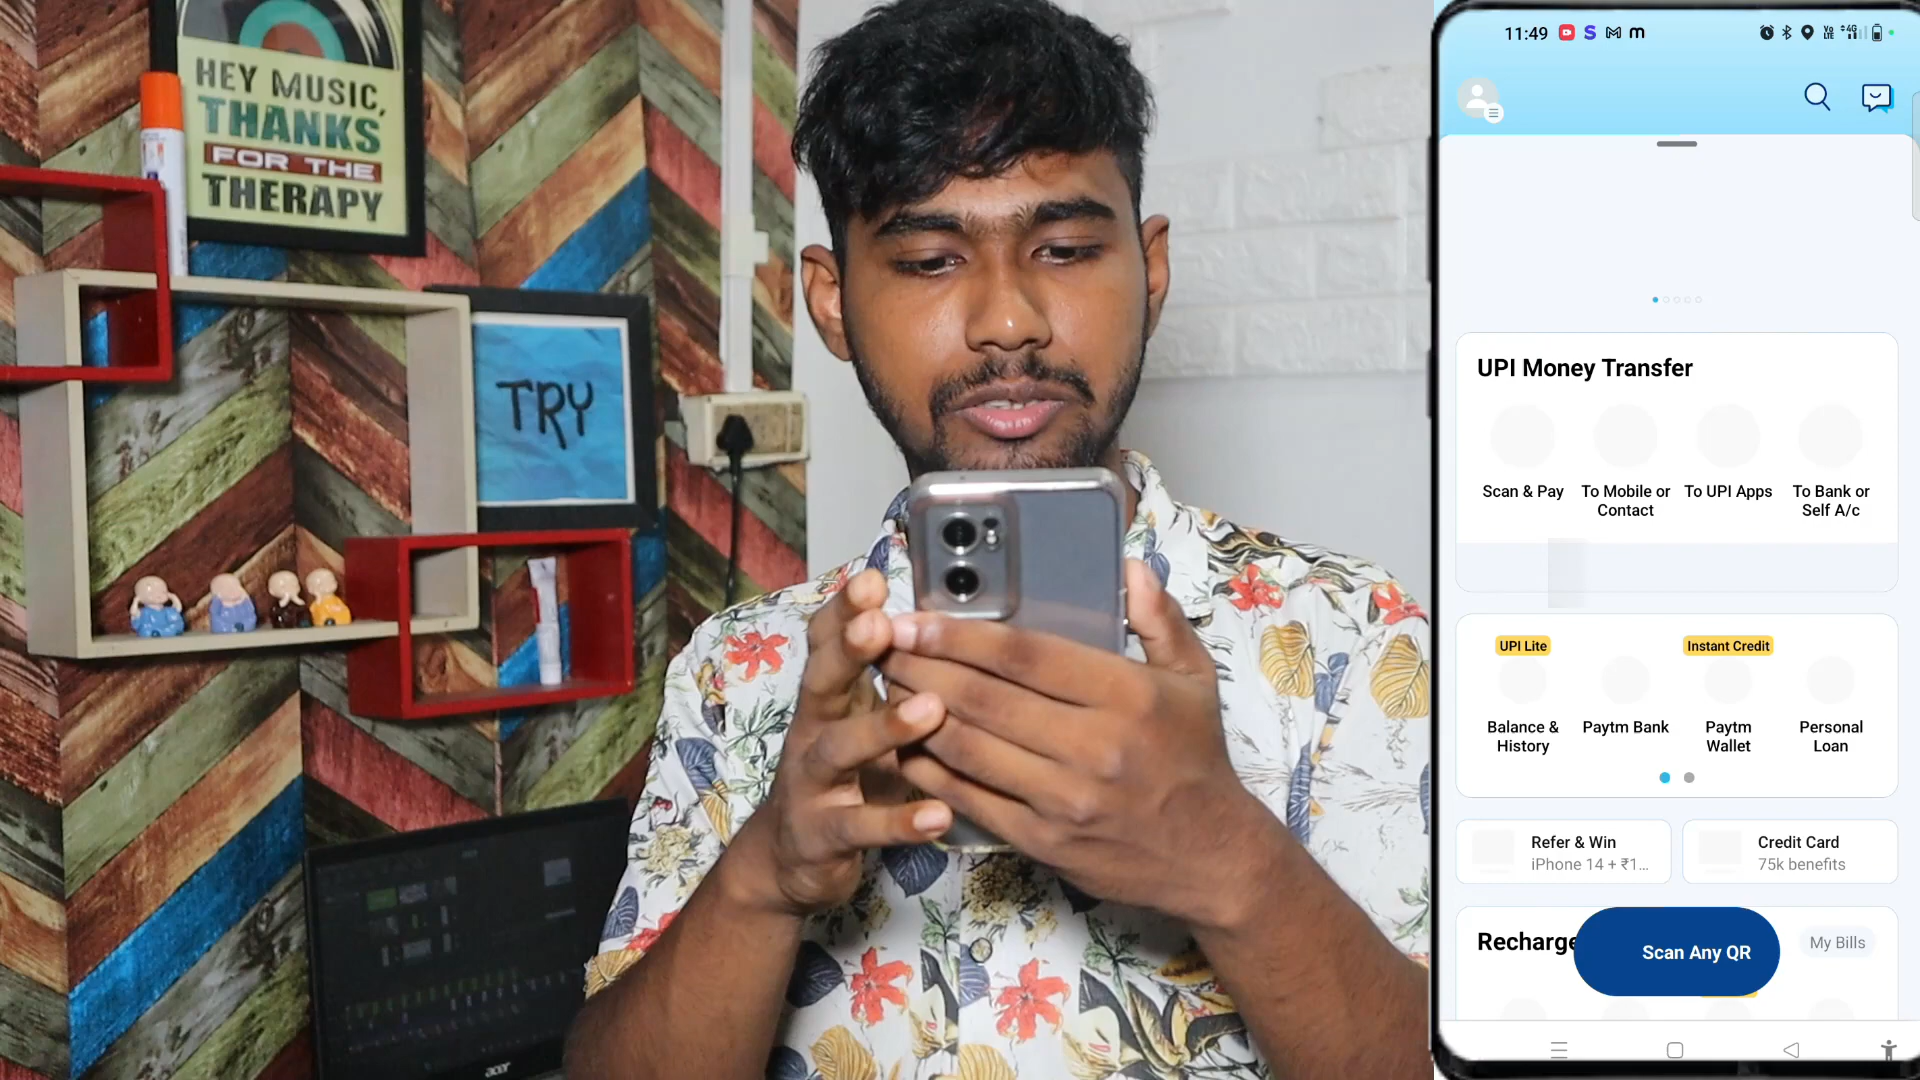 HEY MUSIC,
THANKS
FOR THE
THERAPY
TRY
acer
11:49
UPI Money Transfer
Scan & Pay
To Mobile or
Contact
To UPI Apps
To Bank or
Self A/c
UPI Lite
Instant Credit
Balance &
History
Paytm Bank
Paytm
Wallet
Personal
Loan
Refer & Win
iPhone 14 + ₹1...
Credit Card
75k benefits
Recharge
Scan Any QR
My Bills